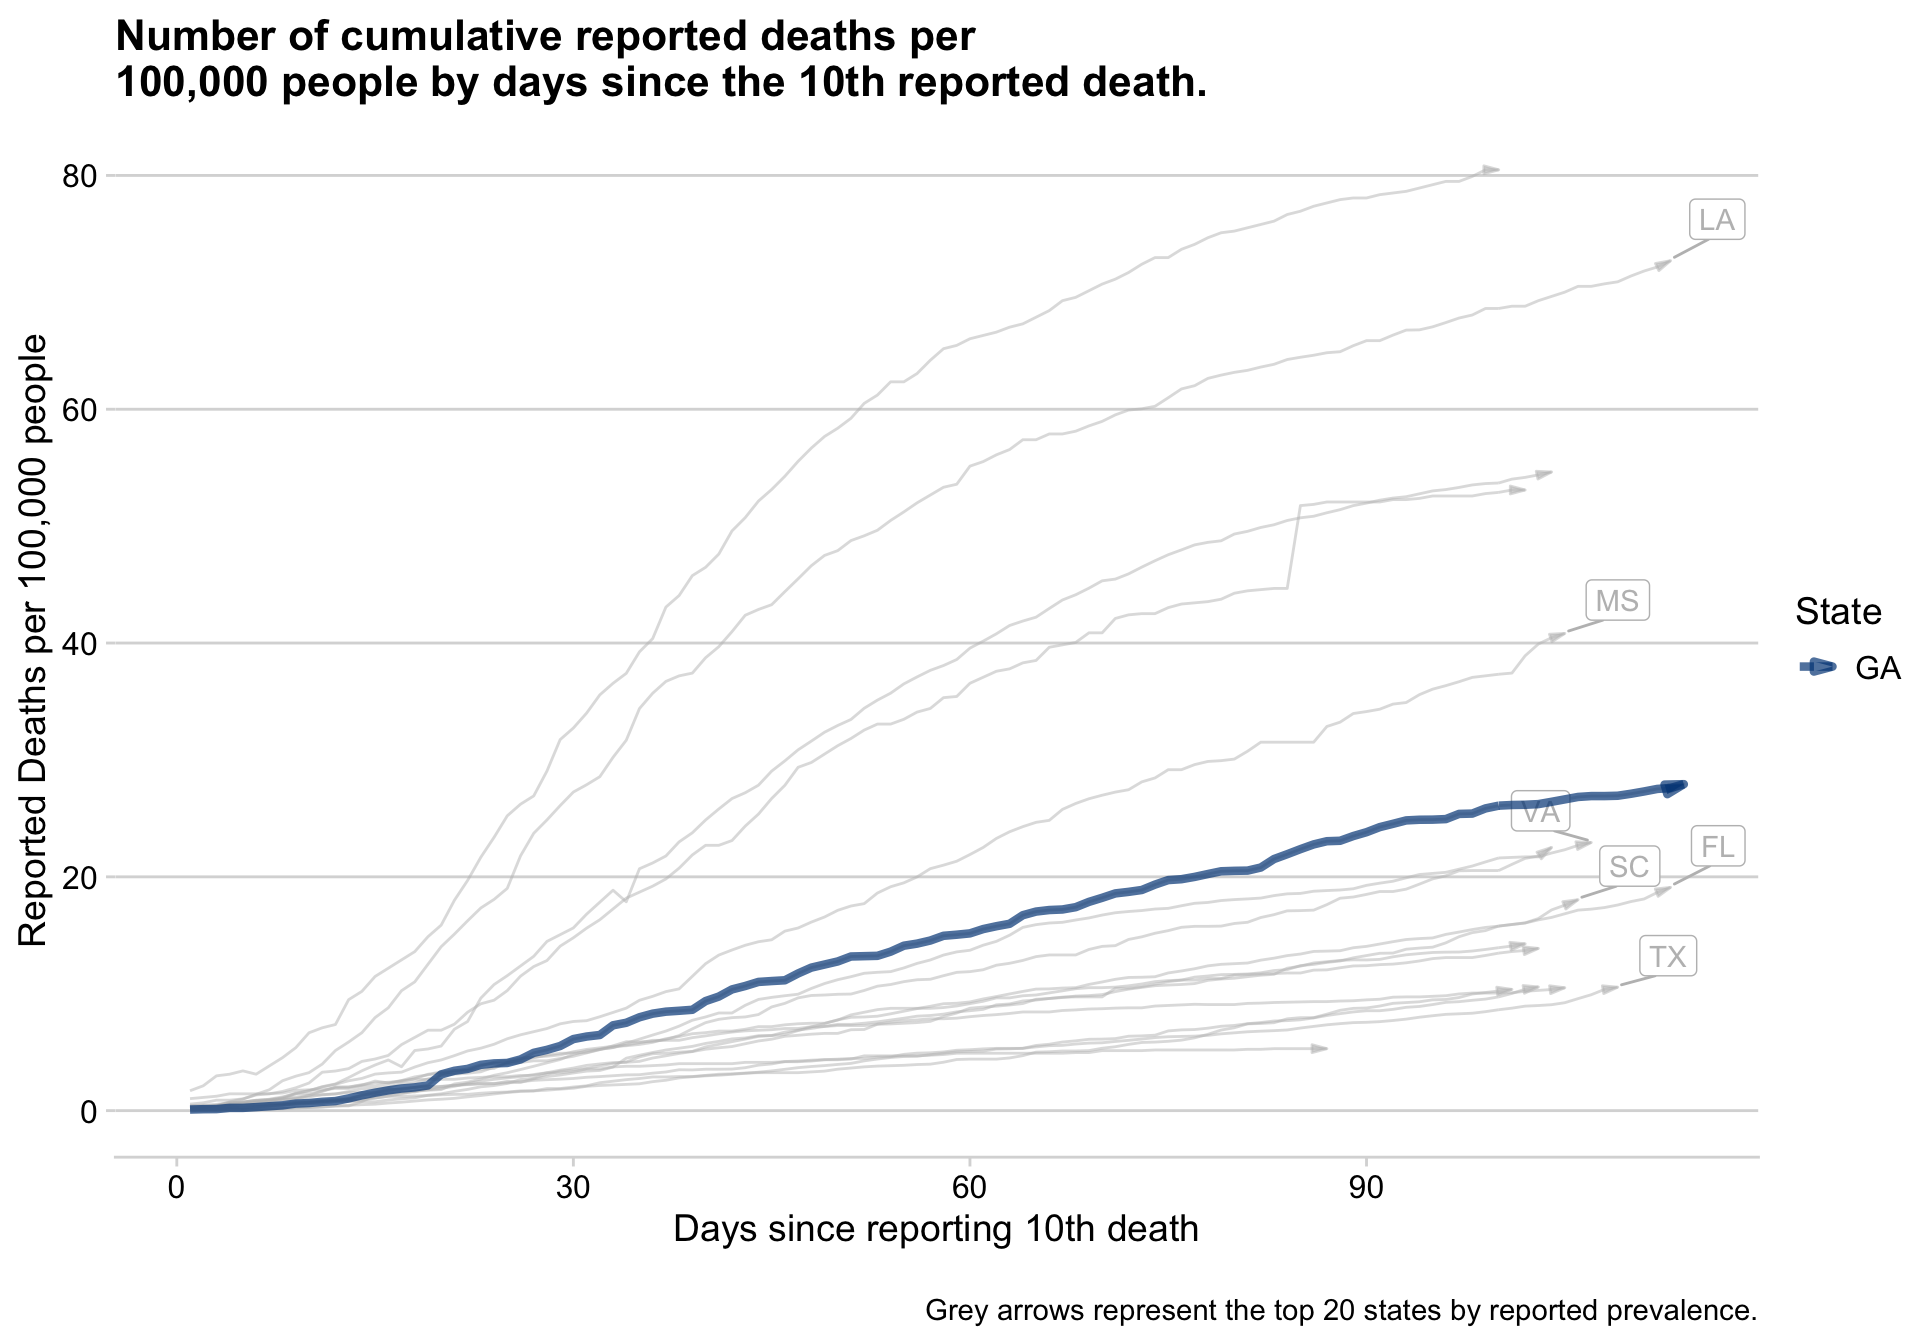 Number of cumulative reported deaths per
100,000 people by days since the 10th reported death.
Reported Deaths per 100,000 people
80
60
40
20
0
LA
MS
VA
SC
FL
TX
State
GA
0 30 60 90
Days since reporting 10th death
Grey arrows represent the top 20 states by reported prevalence.